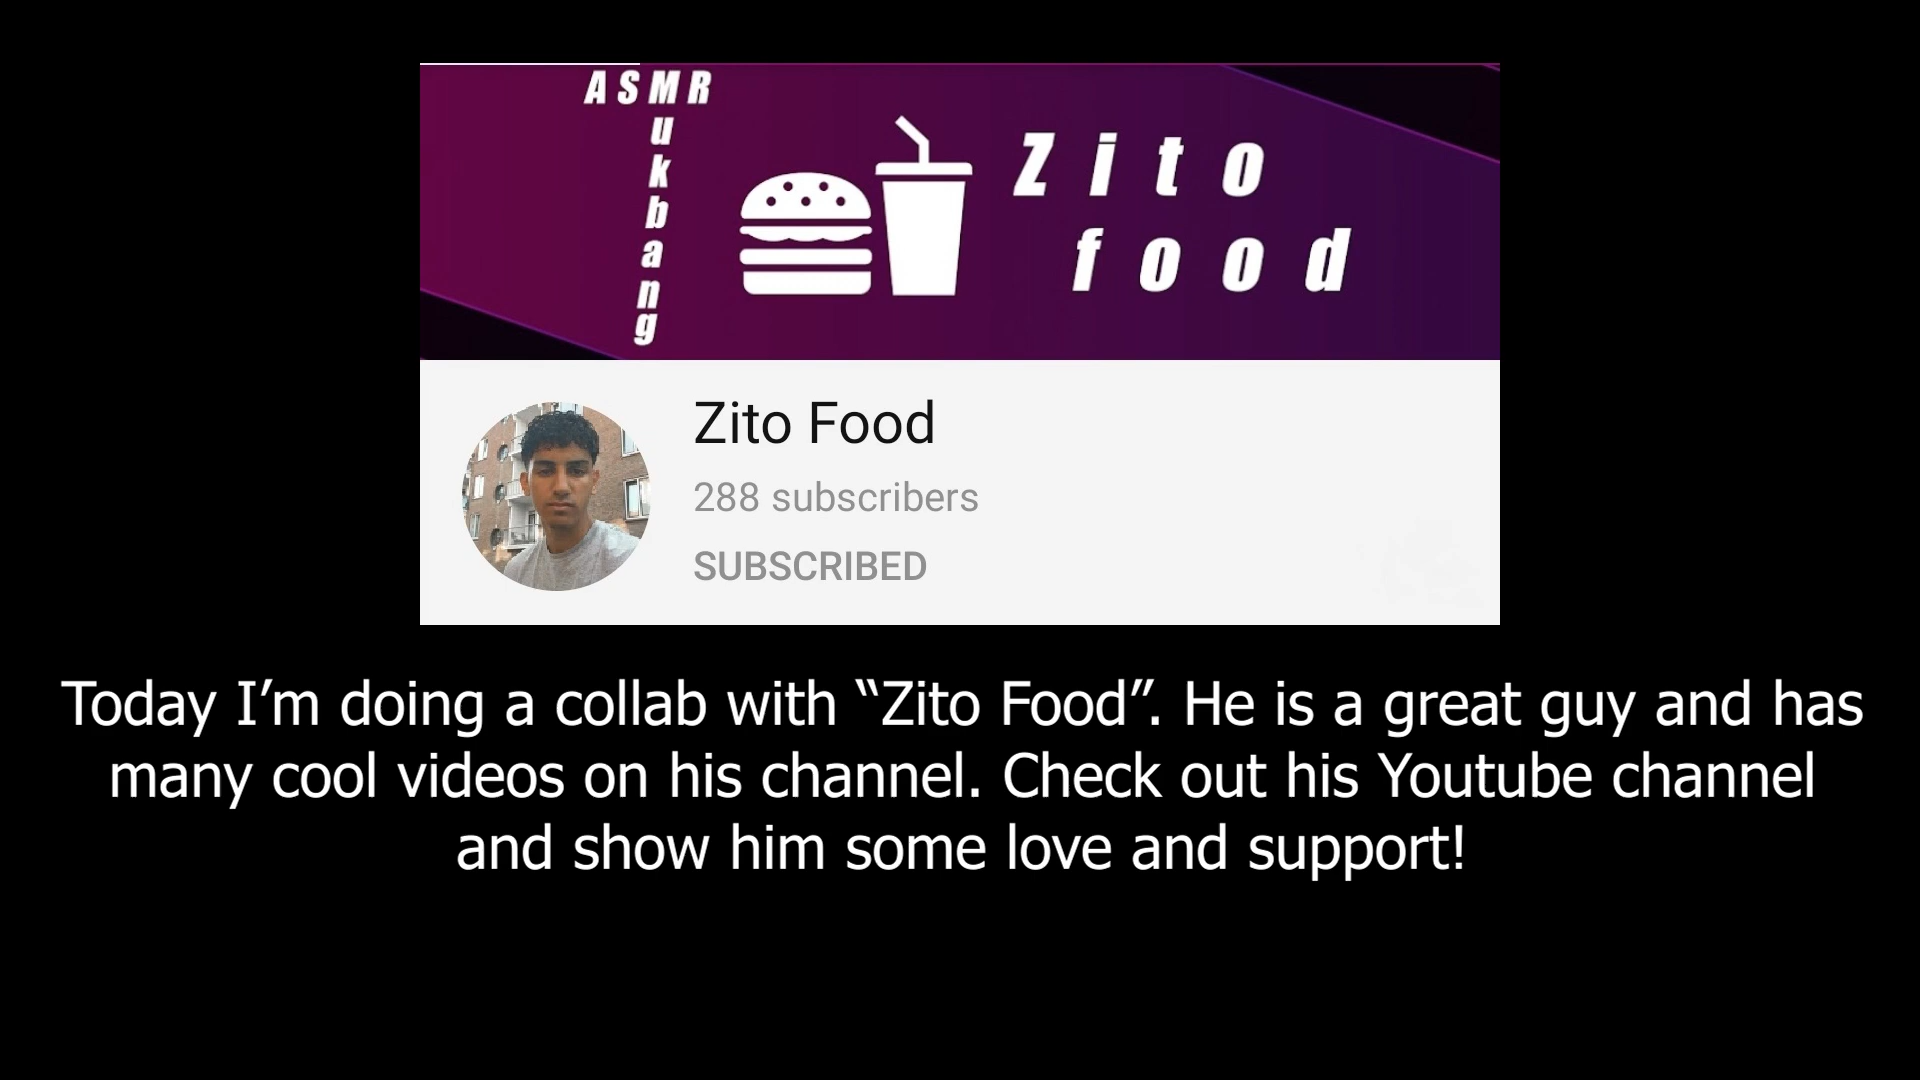 ASMR
ukbang
Zito
food
Zito Food
288 subscribers
SUBSCRIBED
Today I’m doing a collab with “Zito Food”. He is a great guy and has
many cool videos on his channel. Check out his Youtube channel
and show him some love and support!